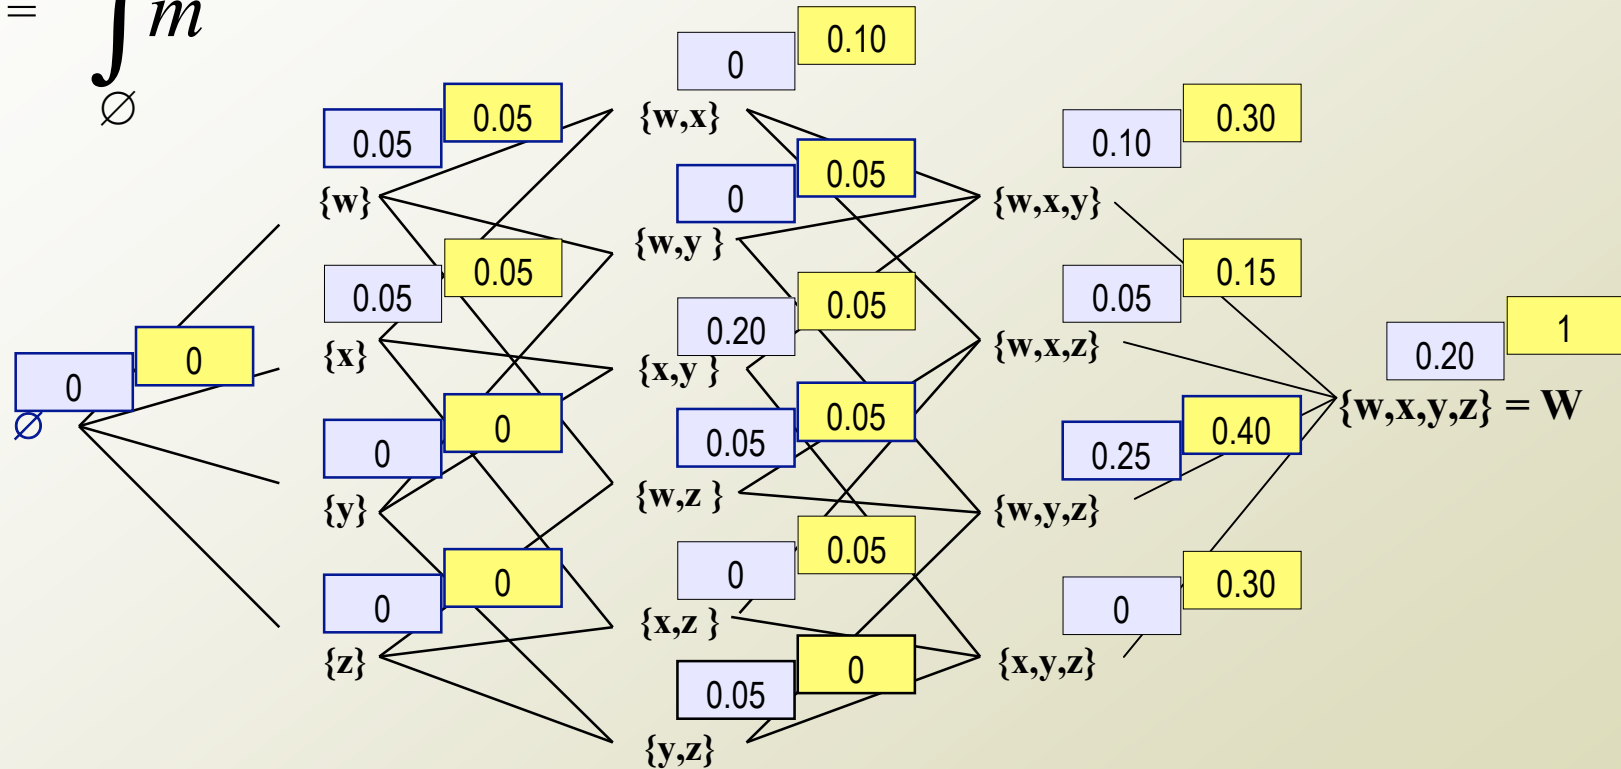 = ∫ m
∅
0 0.10
0.05 0.05 {w,x} 0.10 0.30
{w} 0 0.05 {w,x,y}
{w,y }
0.05 0.05 0.20 0.05 0.05 0.15
0 0 {x} {x,y } {w,x,z} 0.20 1
∅ {w,x,y,z} = W
0 0 0.05 0.05 0.25 0.40
{y} {w,z } {w,y,z}
0 0 0 0.05 0 0.30
{z} {x,z } {x,y,z}
0.05 0
{y,z}